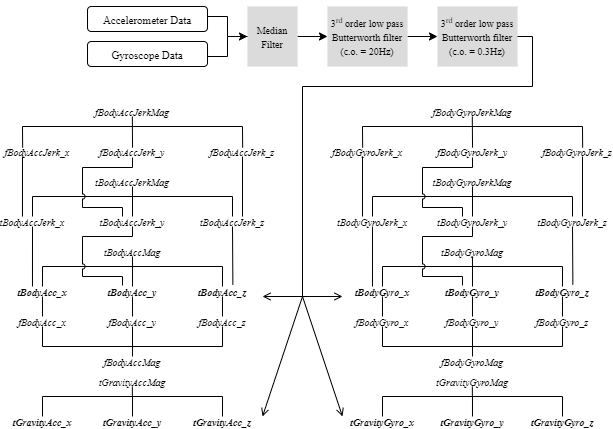 Accelerometer Data
Gyroscope Data
Median
Filter
3rd order low pass
Butterworth filter
(c.o. = 20Hz)
3rd order low pass
Butterworth filter
(c.o. = 0.3Hz)
fBodyAccJerkMag
fBodyAccJerk_x fBodyAccJerk_y fBodyAccJerk_z
tBodyAccJerkMag
tBodyAccJerk_x tBodyAccJerk_y tBodyAccJerk_z
tBodyAccMag
tBodyAcc_x tBodyAcc_y tBodyAcc_z
fBodyAcc_x fBodyAcc_y fBodyAcc_z
fBodyAccMag
tGravityAccMag
tGravityAcc_x tGravityAcc_y tGravityAcc_z
fBodyGyroJerkMag
fBodyGyroJerk_x fBodyGyroJerk_y fBodyGyroJerk_z
tBodyGyroJerkMag
tBodyGyroJerk_x tBodyGyroJerk_y tBodyGyroJerk_z
tBodyGyroMag
tBodyGyro_x tBodyGyro_y tBodyGyro_z
fBodyGyro_x fBodyGyro_y fBodyGyro_z
fBodyGyroMag
tGravityGyroMag
tGravityGyro_x tGravityGyro_y tGravityGyro_z